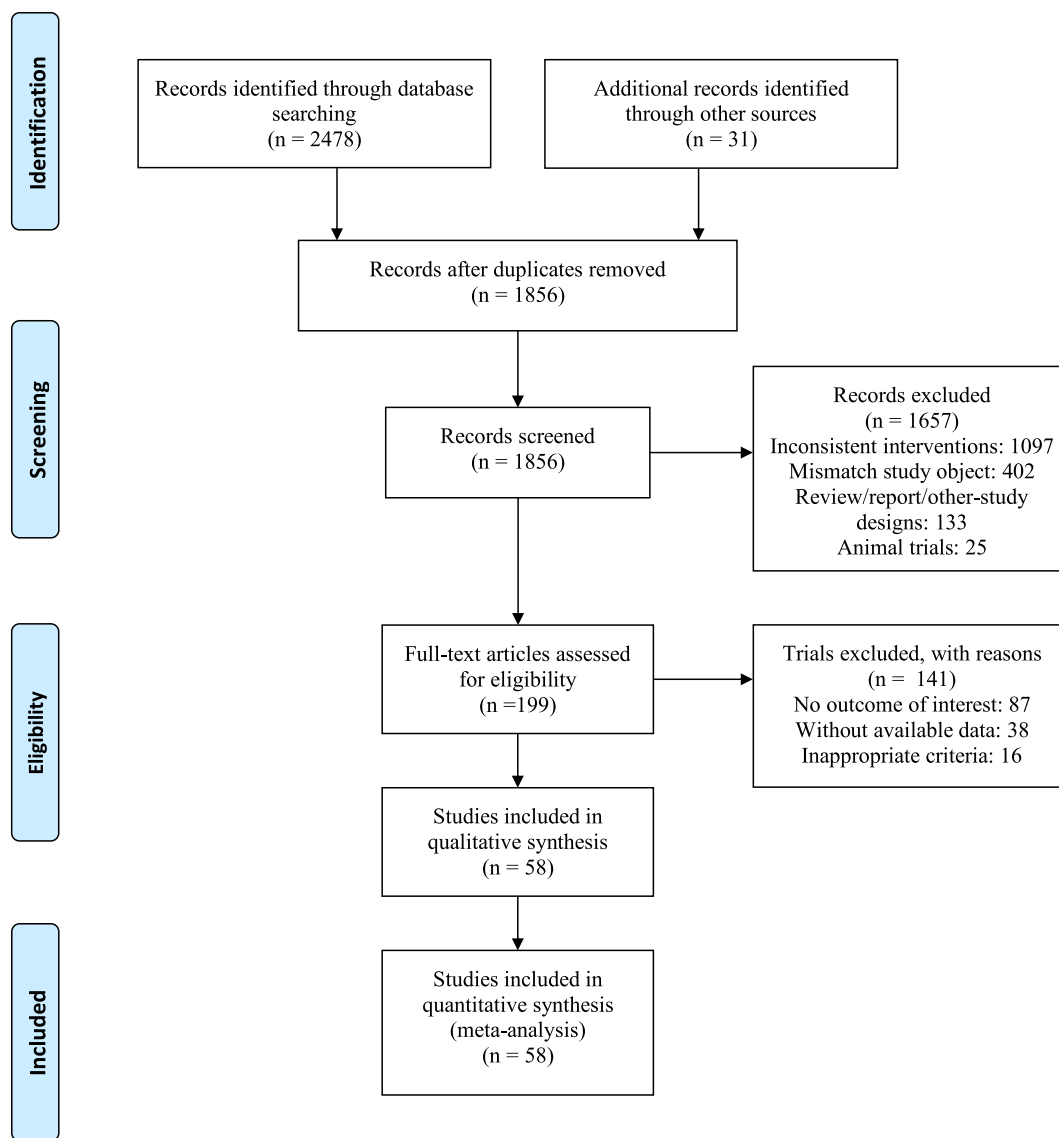 Identification
Records identified through database
searching
(n = 2478)
Additional records identified
through other sources
(n = 31)
Records after duplicates removed
(n = 1856)
Screening
Records screened
(n = 1856)
Records excluded
(n = 1657)
Inconsistent interventions: 1097
Mismatch study object: 402
Review/report/other-study
designs: 133
Animal trials: 25
Eligibility
Full-text articles assessed
for eligibility
(n =199)
Trials excluded, with reasons
(n = 141)
No outcome of interest: 87
Without available data: 38
Inappropriate criteria: 16
Studies included in
qualitative synthesis
(n = 58)
Included
Studies included in
quantitative synthesis
(meta-analysis)
(n = 58)